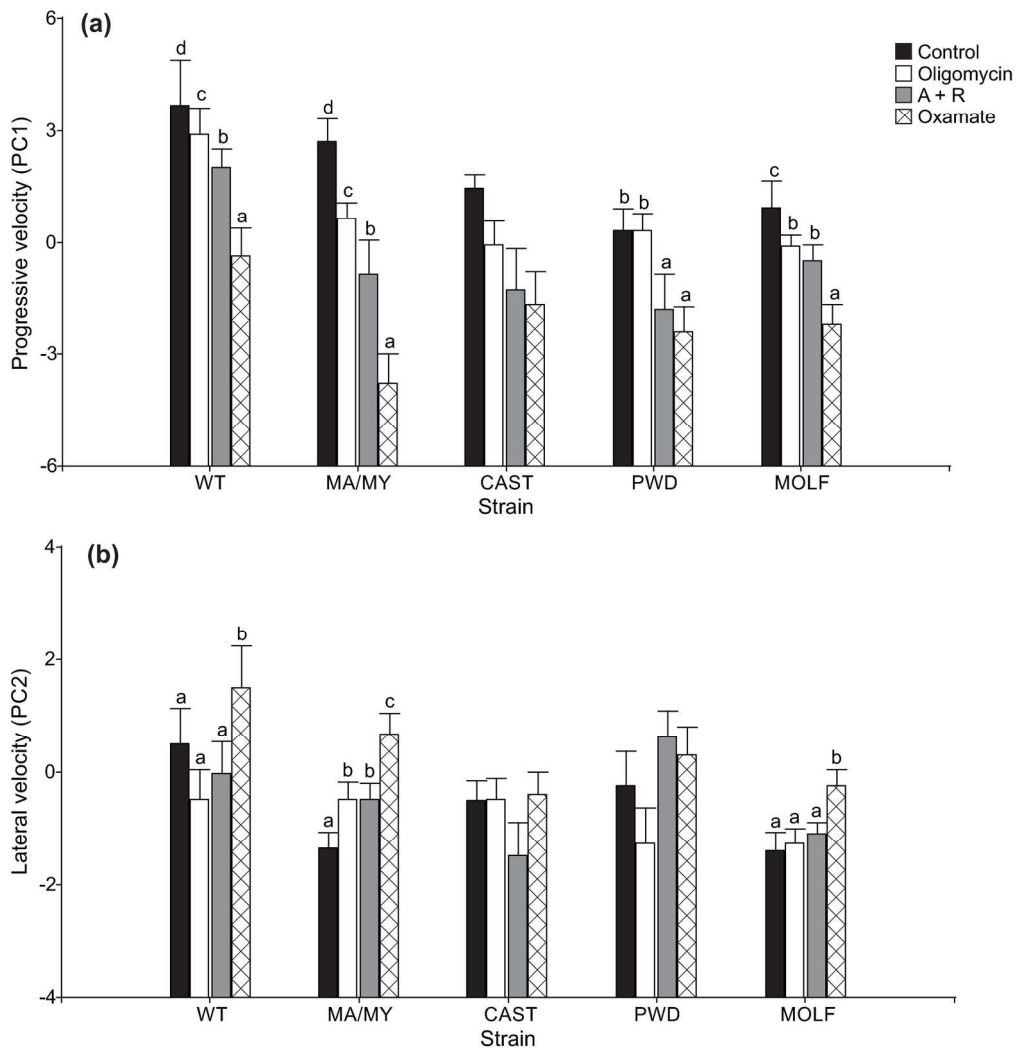 (a)
Progressive velocity (PC1)
6
3
0
-3
-6
Control
Oligomycin
A + R
Oxamate
d c b a
d c b a
b b a a
c b b a
WT MA/MY CAST PWD MOLF
Strain
(b)
Lateral velocity (PC2)
4
2
0
-2
-4
a a a b
a b b c
a a a b
WT MA/MY CAST PWD MOLF
Strain